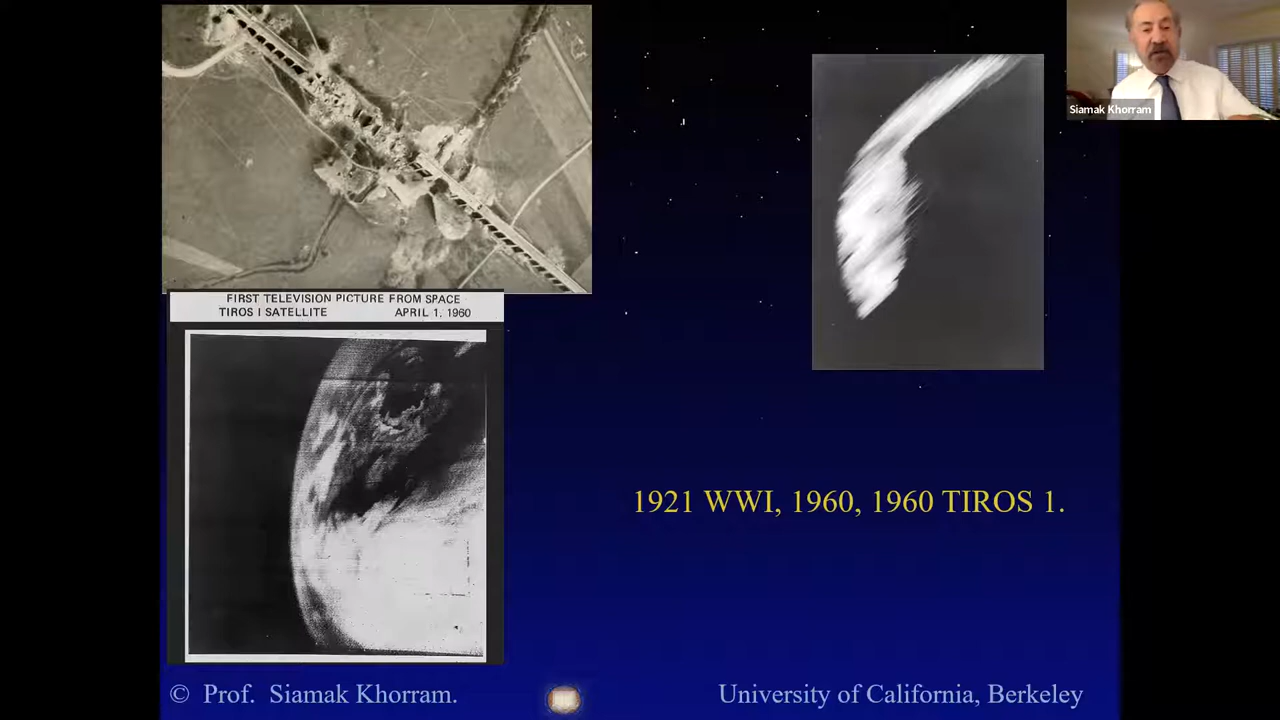 Siamak Khorram
FIRST TELEVISION PICTURE FROM SPACE
TIROS I SATELLITE APRIL 1, 1960
1921 WWI, 1960, 1960 TIROS 1.
© Prof. Siamak Khorram. University of California, Berkeley